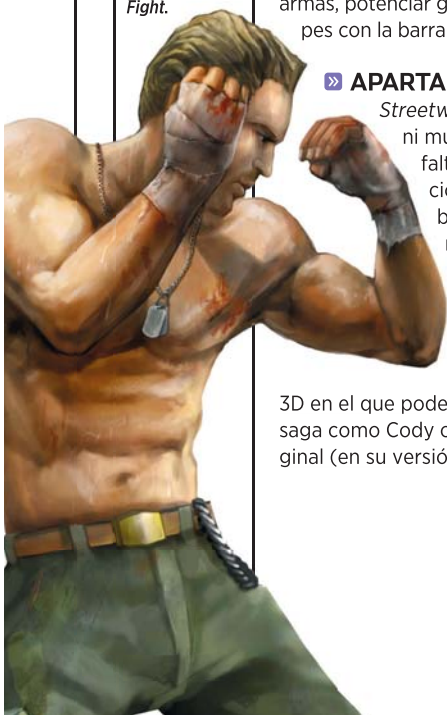 Fight.
armas, potenciar g
pes con la barra
» APARTA
Streetw
ni mu
falt
cie
b
3D en el que pode
saga como Cody o
ginal (en su versió